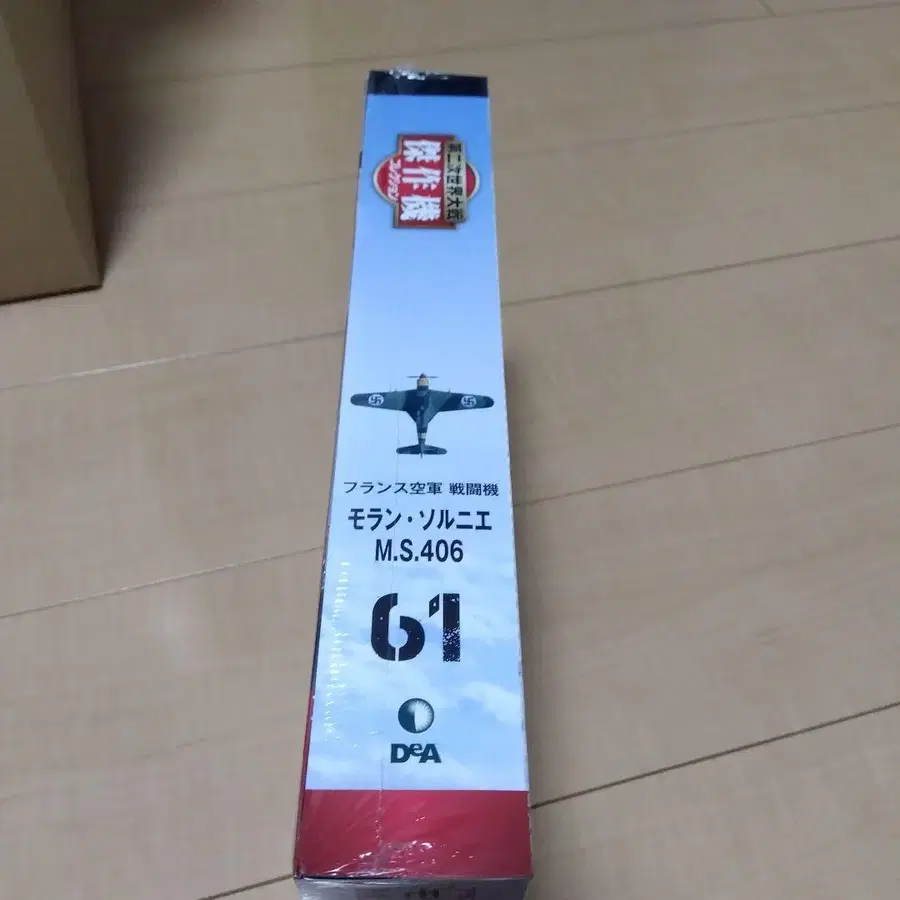 第二次世界大戦
傑作機
コレクション
フランス空軍 戦闘機
モラン・ソルニエ
M.S.406
61
DeA